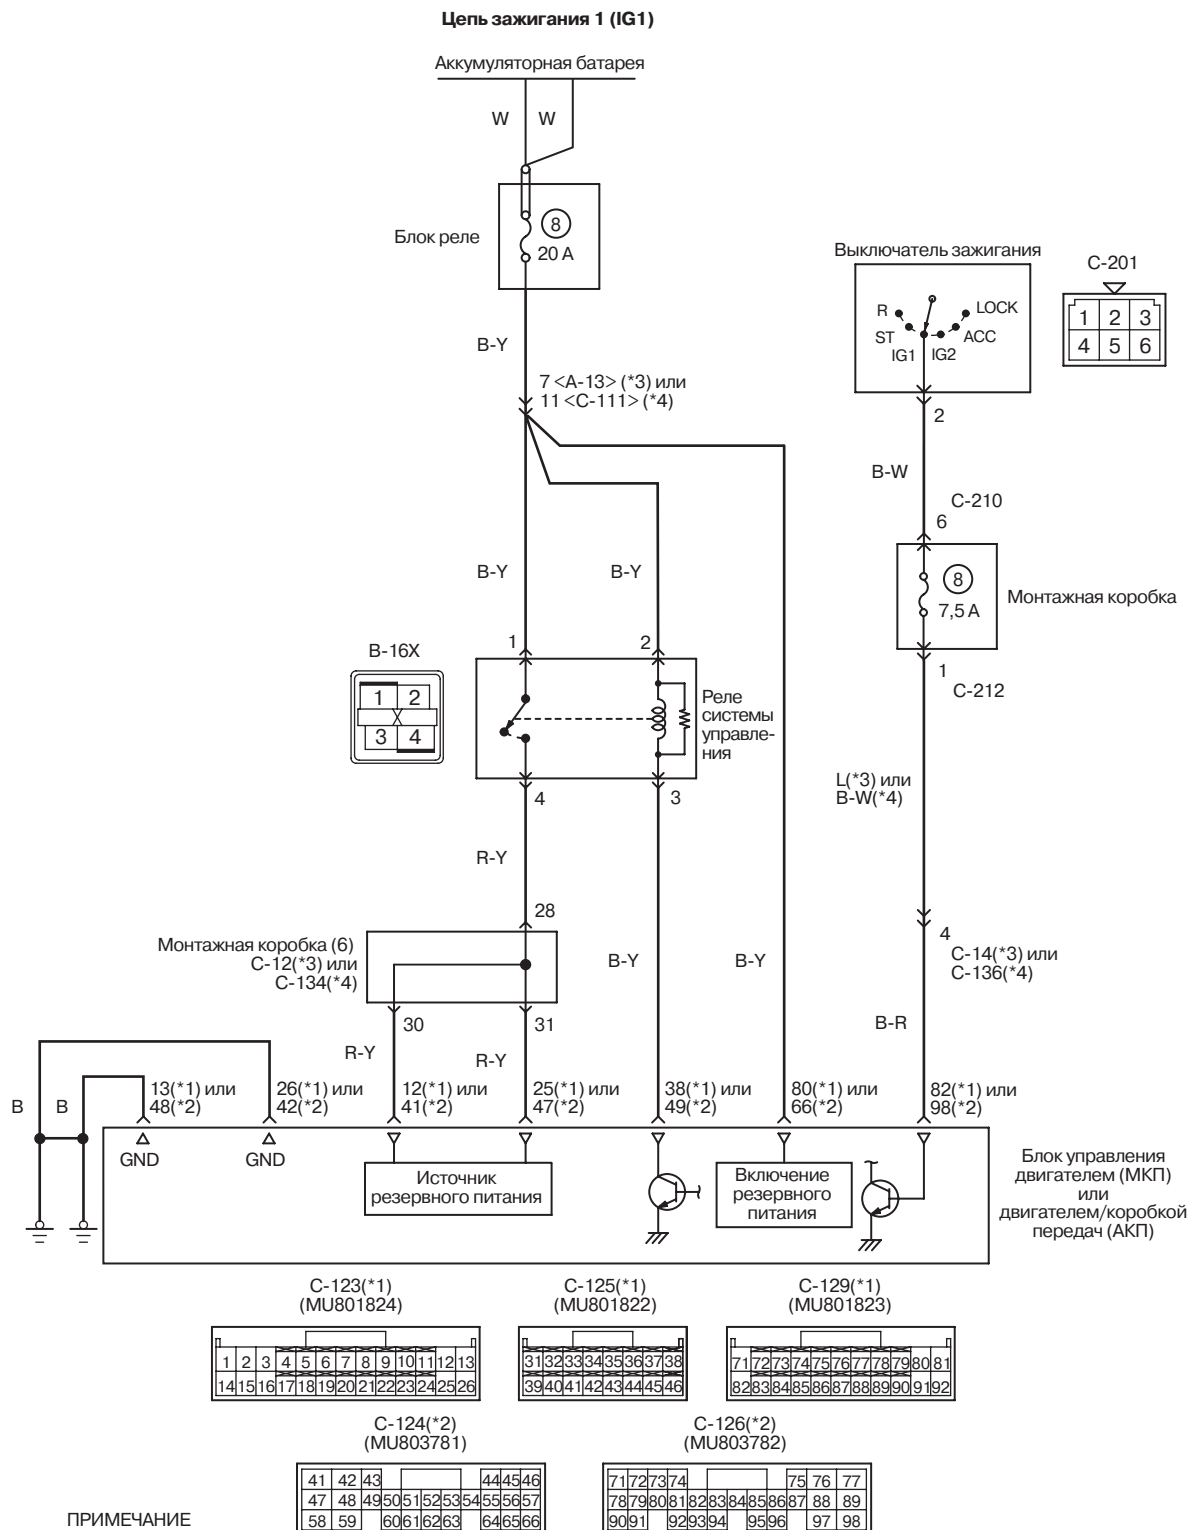 Цепь зажигания 1 (IG1)
Аккумуляторная батарея
W W
Блок реле
8
20 A
Выключатель зажигания
R
ST
IG1
IG2
ACC
LOCK
C-201
1 2 3
4 5 6
B-Y
7 <A-13> (*3) или
11 <C-111> (*4)
2
B-W
C-210
6
8
7,5 A
Монтажная коробка
1
C-212
B-Y
B-Y
B-16X
1 2
X
3 4
1
2
Реле
системы
управле-
ния
4
3
L(*3) или
B-W(*4)
R-Y
28
Монтажная коробка (6)
C-12(*3) или
C-134(*4)
B-Y
B-Y
4
C-14(*3) или
C-136(*4)
30
31
B-R
R-Y
R-Y
B
B
13(*1) или
48(*2)
26(*1) или
42(*2)
12(*1) или
41(*2)
25(*1) или
47(*2)
38(*1) или
49(*2)
80(*1) или
66(*2)
82(*1) или
98(*2)
GND
GND
Источник
резервного питания
Включение
резервного
питания
Блок управления
двигателем (МКП)
или
двигателем/коробкой
передач (АКП)
C-123(*1)
(MU801824)
1 2 3 4 5 6 7 8 9 10 11 12 13
14 15 16 17 18 19 20 21 22 23 24 25 26
C-125(*1)
(MU801822)
31 32 33 34 35 36 37 38
39 40 41 42 43 44 45 46
C-129(*1)
(MU801823)
71 72 73 74 75 76 77 78 79 80 81
82 83 84 85 86 87 88 89 90 91 92
C-124(*2)
(MU803781)
41 42 43 44 45 46
47 48 49 50 51 52 53 54 55 56 57
58 59 60 61 62 63 64 65 66
C-126(*2)
(MU803782)
71 72 73 74 75 76 77
78 79 80 81 82 83 84 85 86 87 88 89
90 91 92 93 94 95 96 97 98
ПРИМЕЧАНИЕ